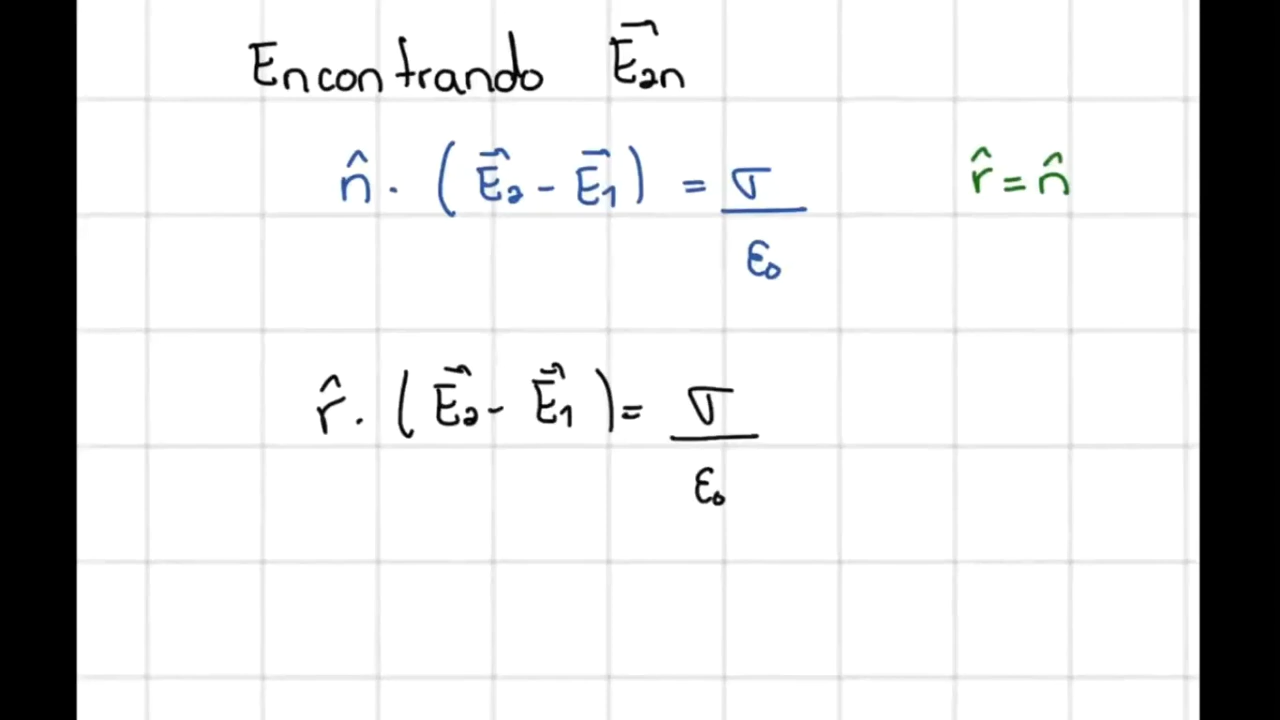 Encontrando E⃗₂n
n̂ · (E⃗₂ - E⃗₁) = σ/ε₀
r̂ = n̂
r̂ · (E⃗₂ - E⃗₁) = σ/ε₀